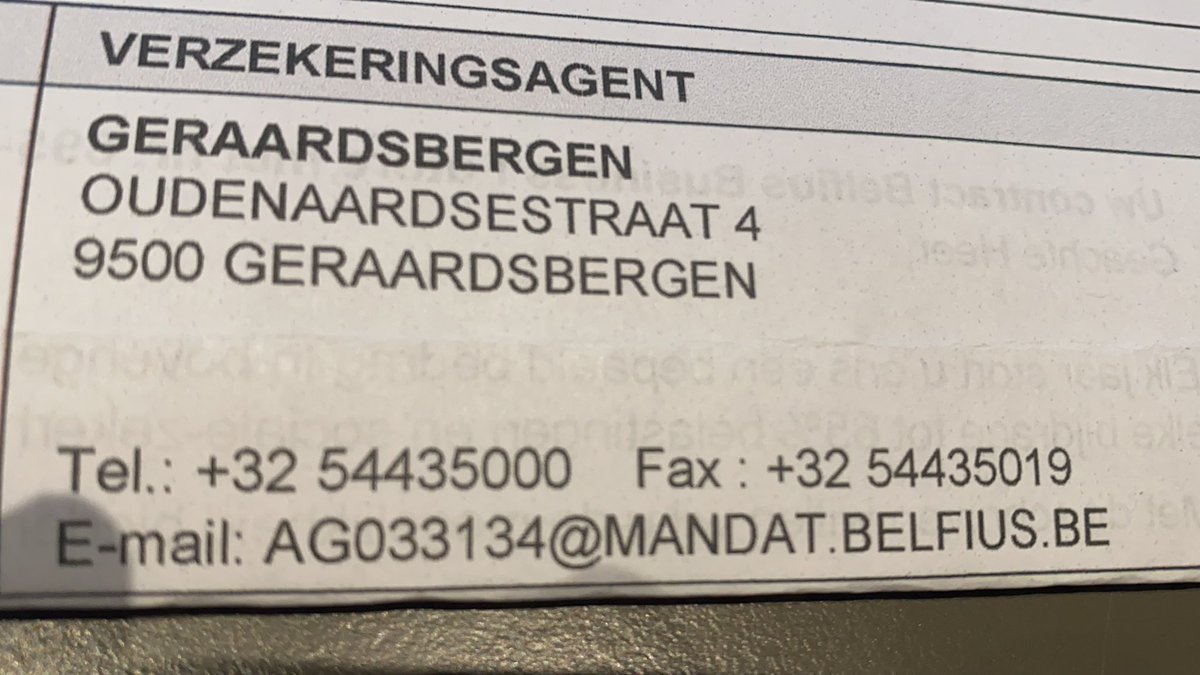 VERZEKERINGSAGENT
GERAARDSBERGEN
OUDENAARDSESTRAAT 4
9500 GERAARDSBERGEN
Tel.: +32 54435000 Fax : +32 54435019
E-mail: AG033134@MANDAT.BELFIUS.BE